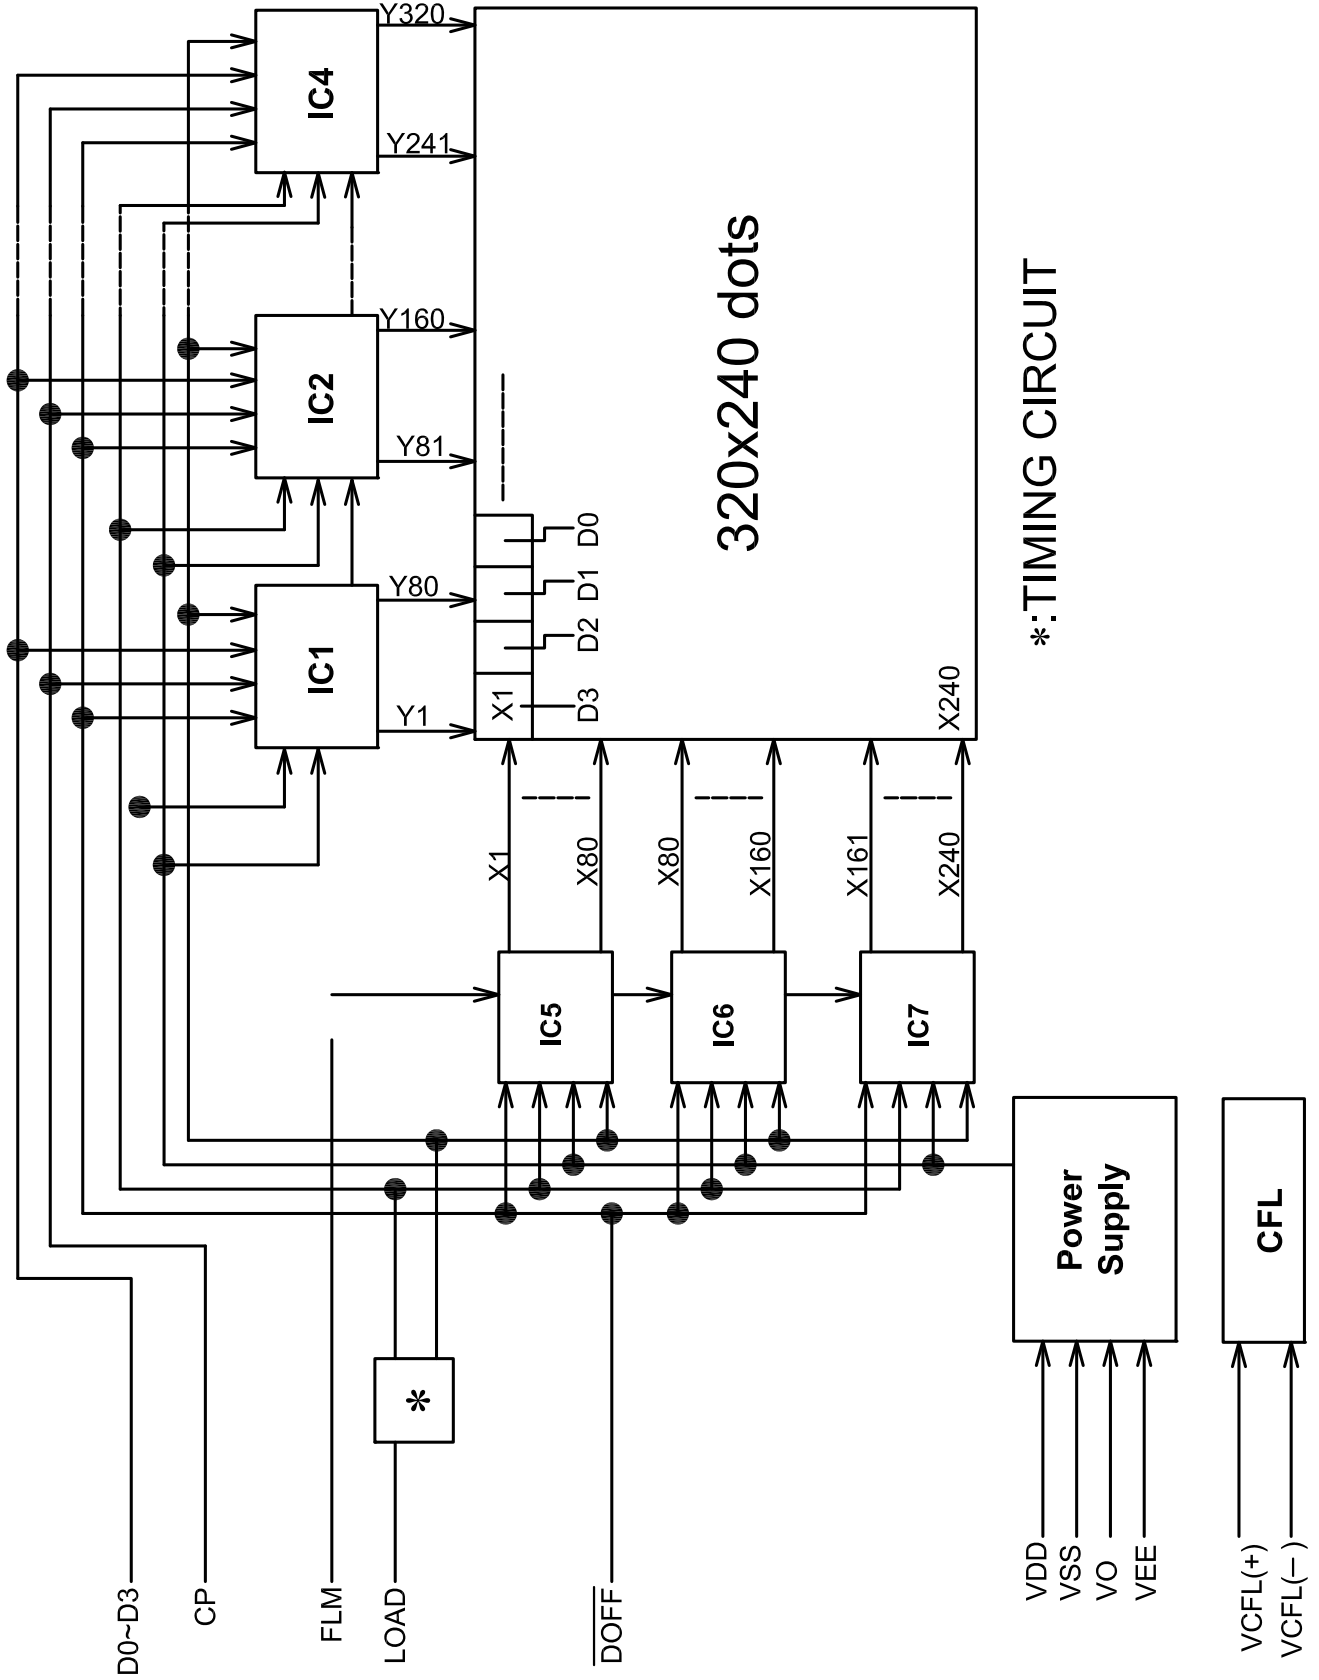 D0~D3
CP
FLM
LOAD
DOFF
VDD
VSS
VO
VEE
VCFL(+)
VCFL(—)
*
Power
Supply
CFL
IC5
IC6
IC7
X1
X80
X80
X160
X161
X240
IC1
IC2
IC4
Y1
Y80
Y81
Y160
Y241
Y320
X1
D3
D2
D1
D0
X240
320x240 dots
*:TIMING CIRCUIT